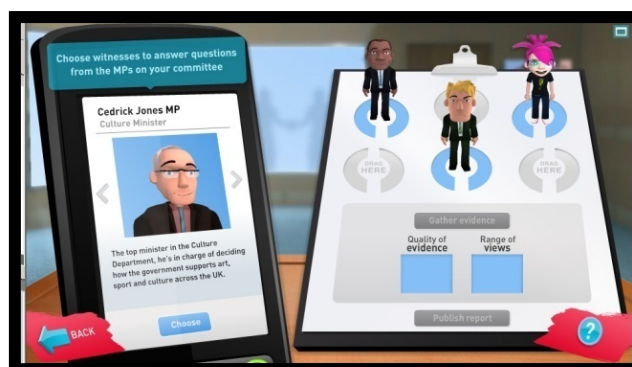 Choose witnesses to answer questions
from the MPs on your committee
Cedrick Jones MP
Culture Minister
The top minister in the Culture
Department, he's in charge of deciding
how the government supports art,
sport and culture across the UK.
Choose
BACK
DRAG
HERE
DRAG
HERE
Gather evidence
Quality of
evidence
Range of
views
Publish report
?